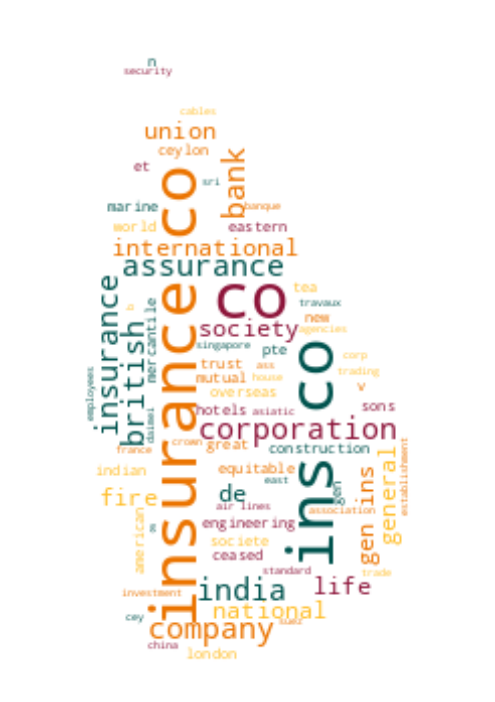 n
security
cables
union
ceylon
et
bank
sri
insurance co
marine
banque
world
eastern
international
assurance
co
tea
travaux
insurance
british
b
mercantile
new
society
agencies
singapore
pte
ins co
corp
trust
ass
trading
employees
mutual
house
v
overseas
hotels
asiatic
sons
corporation
daimei
crown
great
france
construction
indian
equitable
east
gen
general
establishment
gen ins
fire
de
american
air lines
association
engineering
societe
ceased
standard
trade
india
life
investment
national
cey
suez
company
china
london